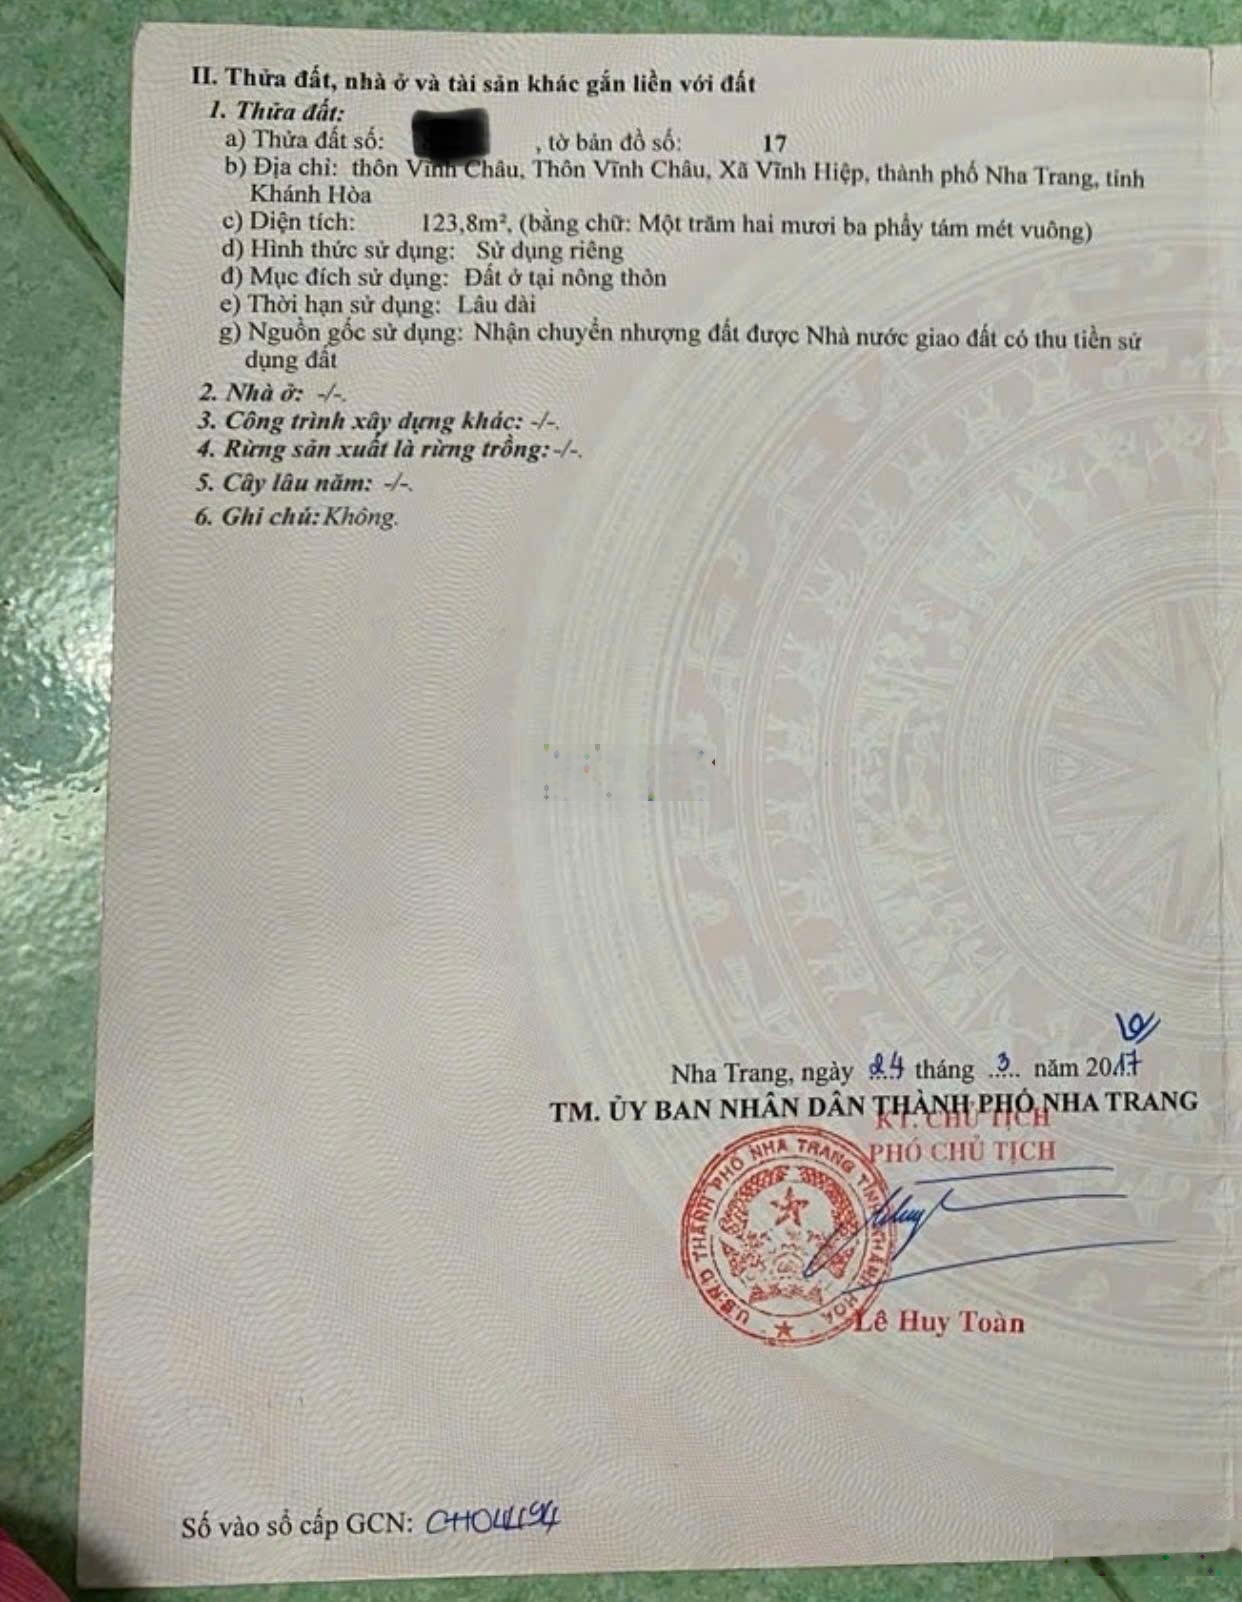 II. Thửa đất, nhà ở và tài sản khác gắn liền với đất
1. Thửa đất:
a) Thửa đất số: , tờ bản đồ số: 17
b) Địa chỉ: thôn Vĩnh Châu, Thôn Vĩnh Châu, Xã Vĩnh Hiệp, thành phố Nha Trang, tỉnh
Khánh Hòa
c) Diện tích: 123,8m², (bằng chữ: Một trăm hai mươi ba phẩy tám mét vuông)
d) Hình thức sử dụng: Sử dụng riêng
đ) Mục đích sử dụng: Đất ở tại nông thôn
e) Thời hạn sử dụng: Lâu dài
g) Nguồn gốc sử dụng: Nhận chuyển nhượng đất được Nhà nước giao đất có thu tiền sử
dụng đất
2. Nhà ở: -/-.
3. Công trình xây dựng khác: -/-.
4. Rừng sản xuất là rừng trồng: -/-.
5. Cây lâu năm: -/-.
6. Ghi chú: Không.
Nha Trang, ngày 24 tháng 3 năm 2017
TM. ỦY BAN NHÂN DÂN THÀNH PHỐ NHA TRANG
KT. CHỦ TỊCH
PHÓ CHỦ TỊCH
U.B.N.D THÀNH PHỐ NHA TRANG TỈNH KHÁNH HÒA
Lê Huy Toàn
Số vào sổ cấp GCN: